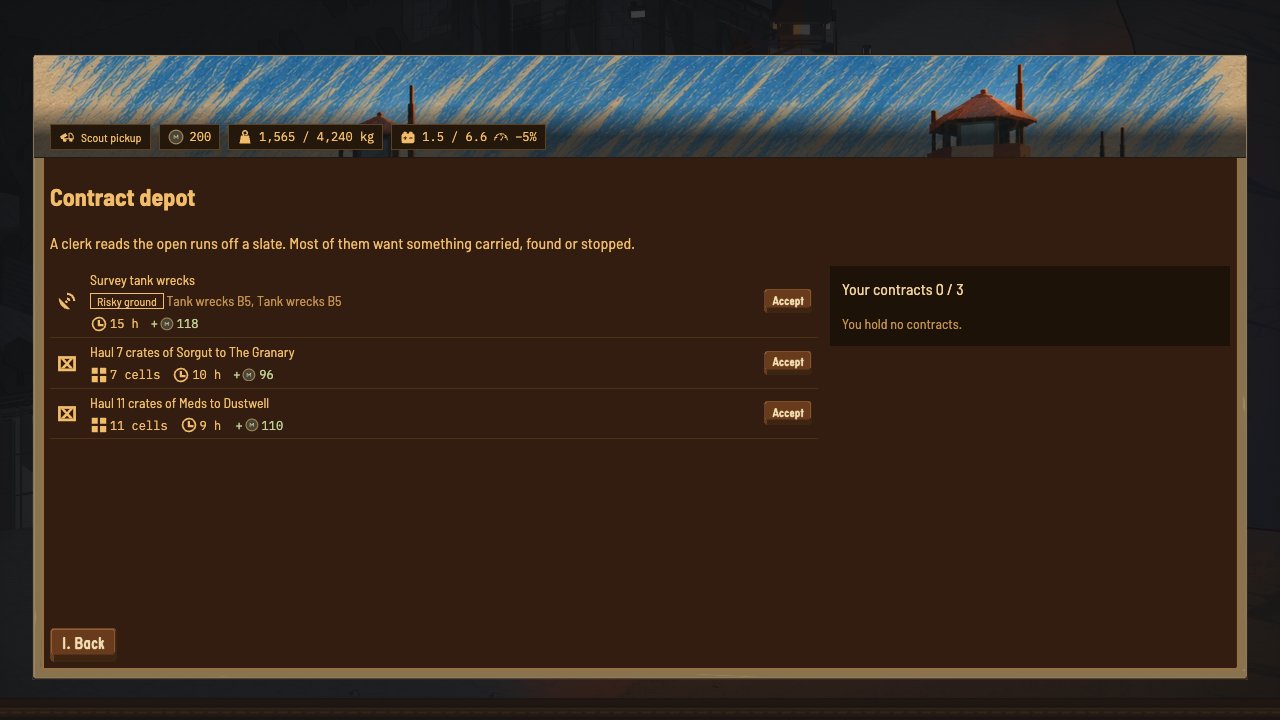 Scout pickup
M 200
1,565 / 4,240 kg
1.5 / 6.6 −5%
Contract depot
A clerk reads the open runs off a slate. Most of them want something carried, found or stopped.
Survey tank wrecks
Risky ground Tank wrecks B5, Tank wrecks B5
15 h + M 118
Accept
Haul 7 crates of Sorgut to The Granary
7 cells 10 h + M 96
Accept
Haul 11 crates of Meds to Dustwell
11 cells 9 h + M 110
Accept
Your contracts 0 / 3
You hold no contracts.
1. Back